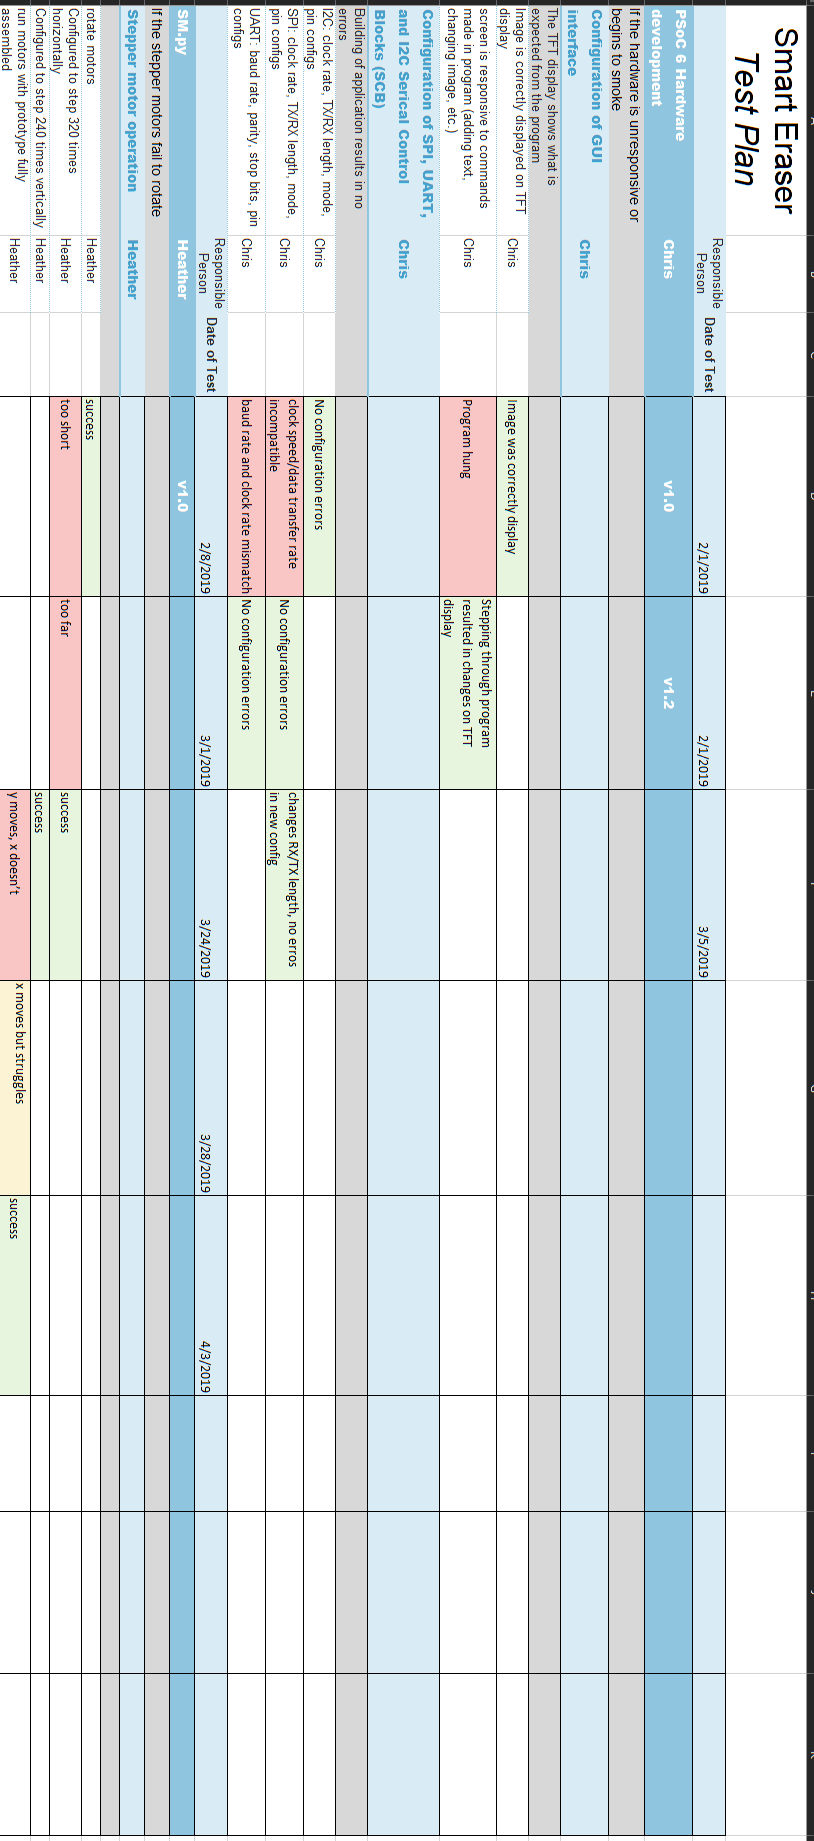 Smart Eraser
Test Plan
Responsible
Person
Date of Test
2/1/2019
2/1/2019
3/5/2019
PSoC 6 Hardware
development
Chris
v1.0
v1.2
If the hardware is unresponsive or
begins to smoke
Configuration of GUI
interface
Chris
The TFT display shows what is
expected from the program
Image is correctly displayed on TFT
display
Chris
Image was correctly display
screen is responsive to commands
made in program (adding text,
changing image, etc.)
Chris
Program hung
Stepping through program
resulted in changes on TFT
display
Configuration of SPI, UART,
and I2C Serical Control
Blocks (SCB)
Chris
Building of application results in no
errors
I2C: clock rate, TX/RX length, mode,
pin configs
Chris
No configuration errors
SPI: clock rate, TX/RX length, mode,
pin configs
Chris
clock speed/data transfer rate
incompatible
No configuration errors
changes RX/TX length, no erros
in new config
UART: baud rate, parity, stop bits, pin
configs
Chris
baud rate and clock rate mismatch
No configuration errors
Responsible
Person
Date of Test
2/8/2019
3/1/2019
3/24/2019
3/28/2019
4/3/2019
SM.py
Heather
v1.0
If the stepper motors fail to rotate
Stepper motor operation
Heather
rotate motors
Heather
success
Configured to step 320 times
horizontally
Heather
too short
too far
success
Configured to step 240 times vertically
Heather
success
run motors with prototype fully
assembled
Heather
y moves, x doesn't
x moves but struggles
success